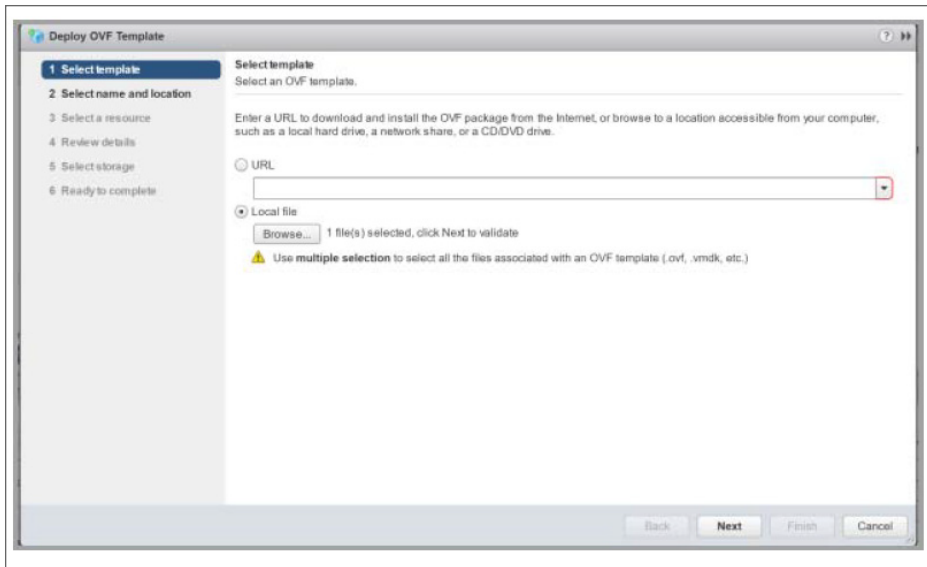 Deploy OVF Template
1 Select template
2 Select name and location
3 Select a resource
4 Review details
5 Select storage
6 Ready to complete
Select template
Select an OVF template.
Enter a URL to download and install the OVF package from the Internet, or browse to a location accessible from your computer,
such as a local hard drive, a network share, or a CD/DVD drive.
URL
Local file
Browse... 1 file(s) selected, click Next to validate
Use multiple selection to select all the files associated with an OVF template (.ovf, .vmdk, etc.)
Back Next Finish Cancel